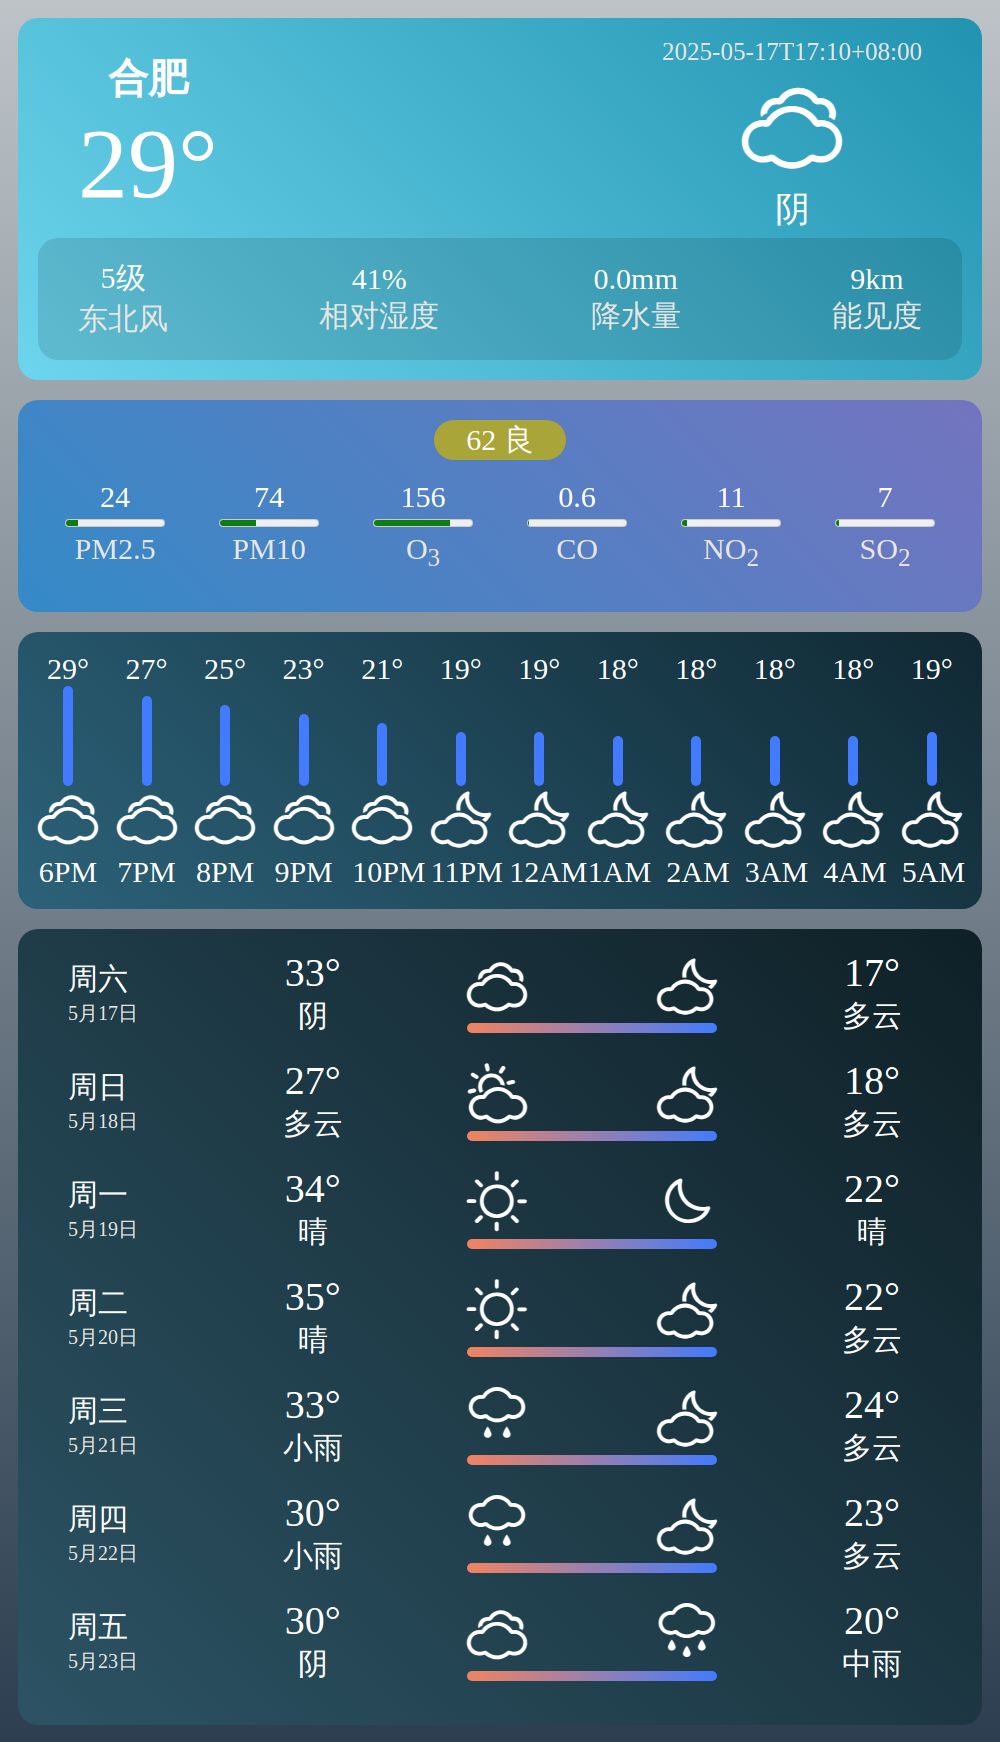 合肥
29°
2025-05-17T17:10+08:00
阴
5级 41% 0.0mm 9km
东北风 相对湿度 降水量 能见度
62 良
24 74 156 0.6 11 7
PM2.5 PM10 O3 CO NO2 SO2
29° 27° 25° 23° 21° 19° 19° 18° 18° 18° 18° 19°
6PM 7PM 8PM 9PM 10PM 11PM 12AM 1AM 2AM 3AM 4AM 5AM
周六 33° 17°
5月17日 阴 多云
周日 27° 18°
5月18日 多云 多云
周一 34° 22°
5月19日 晴 晴
周二 35° 22°
5月20日 晴 多云
周三 33° 24°
5月21日 小雨 多云
周四 30° 23°
5月22日 小雨 多云
周五 30° 20°
5月23日 阴 中雨